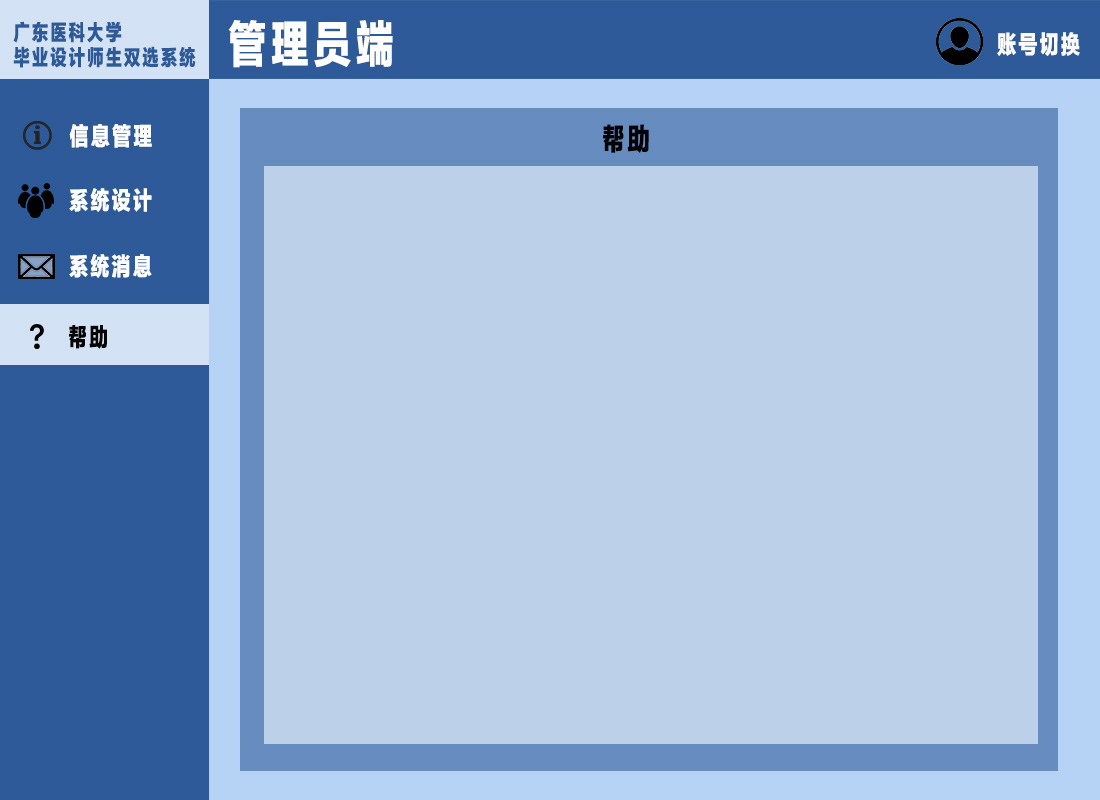 广东医科大学
毕业设计师生双选系统
管理员端
账号切换
信息管理
系统设计
系统消息
?
帮助
帮助